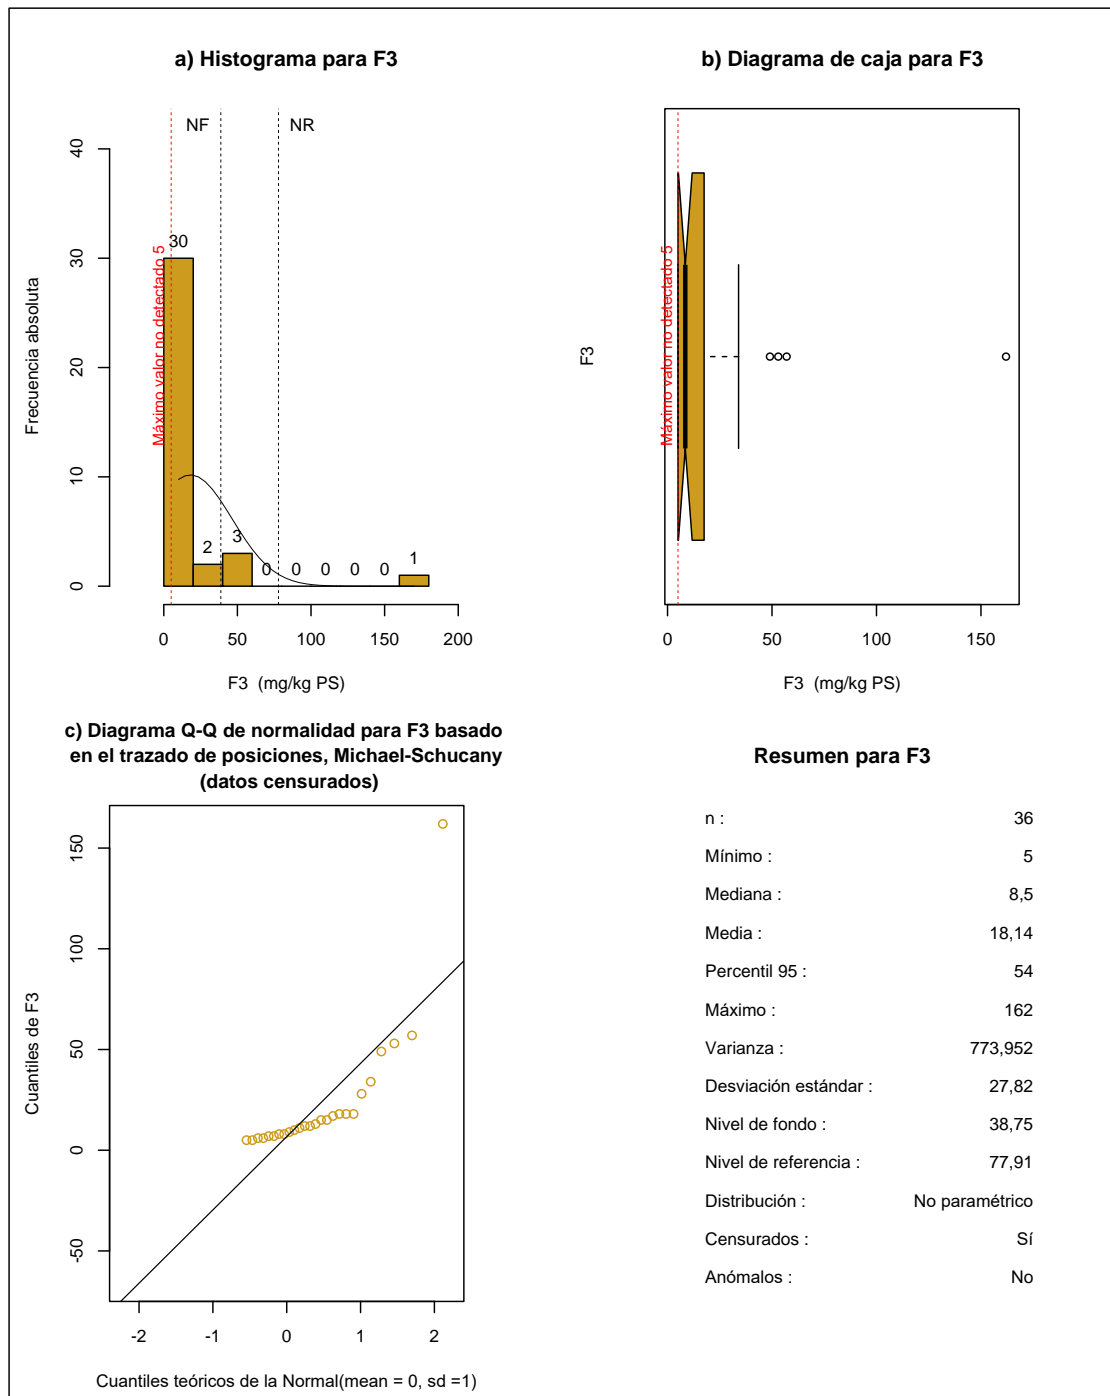 a) Histograma para F3
NF
NR
Máximo valor no detectado 5
30
2
3
0
0
0
0
0
1
0
10
20
30
40
Frecuencia absoluta
0
50
100
150
200
F3  (mg/kg PS)
b) Diagrama de caja para F3
Máximo valor no detectado 5
F3
0
50
100
150
F3  (mg/kg PS)
c) Diagrama Q-Q de normalidad para F3 basado
en el trazado de posiciones, Michael-Schucany
(datos censurados)
-50
0
50
100
150
Cuantiles de F3
-2
-1
0
1
2
Cuantiles teóricos de la Normal(mean = 0, sd =1)
Resumen para F3
n : 36
Mínimo : 5
Mediana : 8,5
Media : 18,14
Percentil 95 : 54
Máximo : 162
Varianza : 773,952
Desviación estándar : 27,82
Nivel de fondo : 38,75
Nivel de referencia : 77,91
Distribución : No paramétrico
Censurados : Sí
Anómalos : No